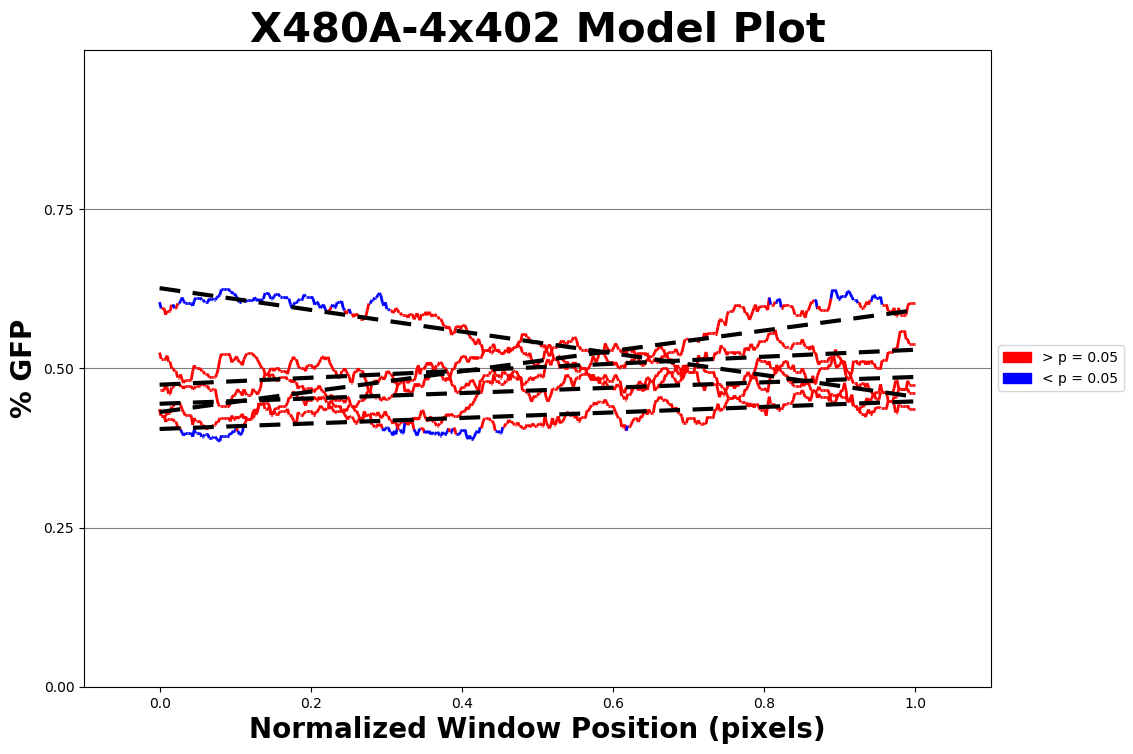 X480A-4x402 Model Plot
% GFP
0.75
0.50
0.25
0.00
0.0 0.2 0.4 0.6 0.8 1.0
Normalized Window Position (pixels)
> p = 0.05
< p = 0.05